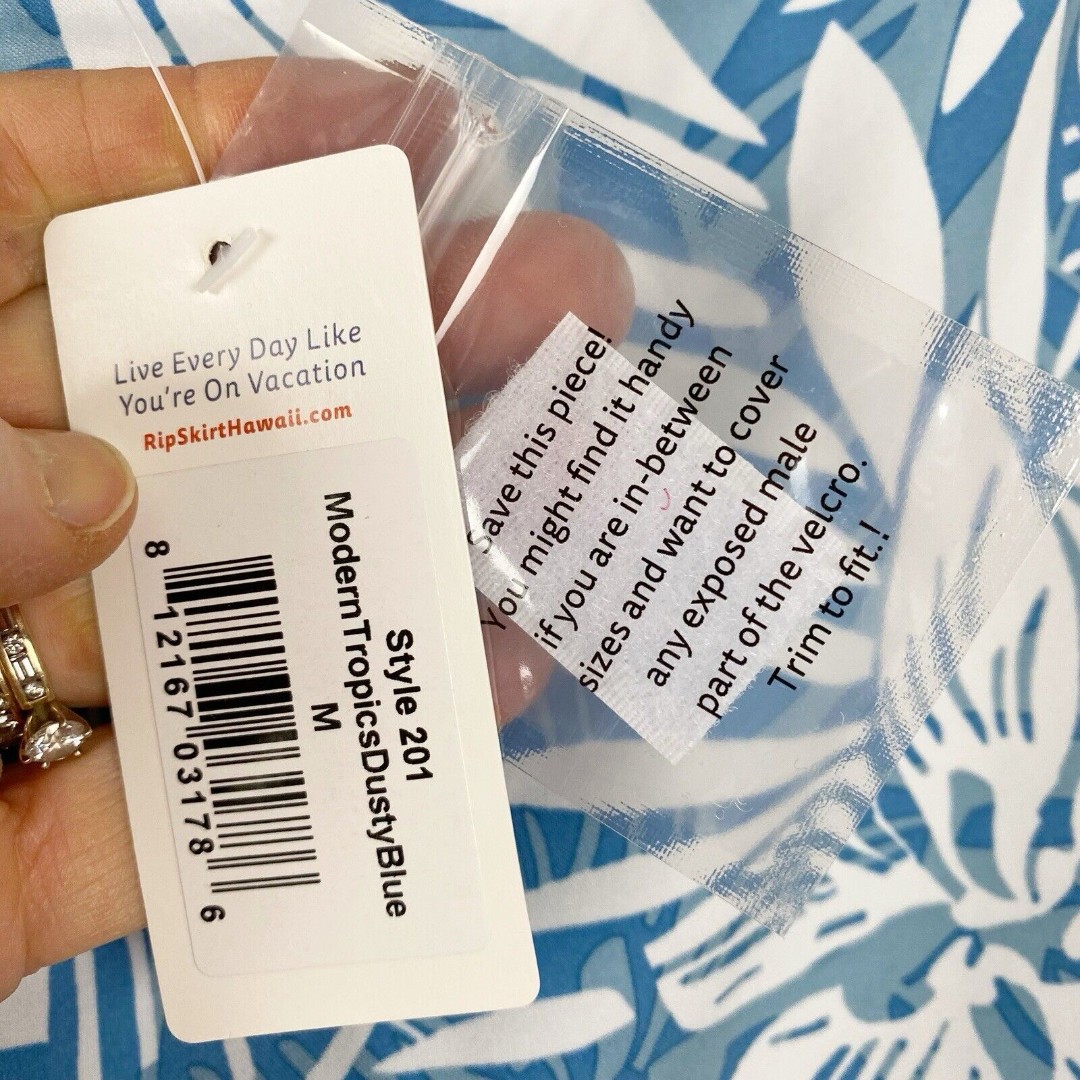 Live Every Day Like
You're On Vacation
RipSkirtHawaii.com
Style 201
ModernTropicsDustyBlue
M
8 12167 03178 6
Save this piece!
You might find it handy
if you are in-between
sizes and want to cover
any exposed male
part of the velcro.
Trim to fit.!